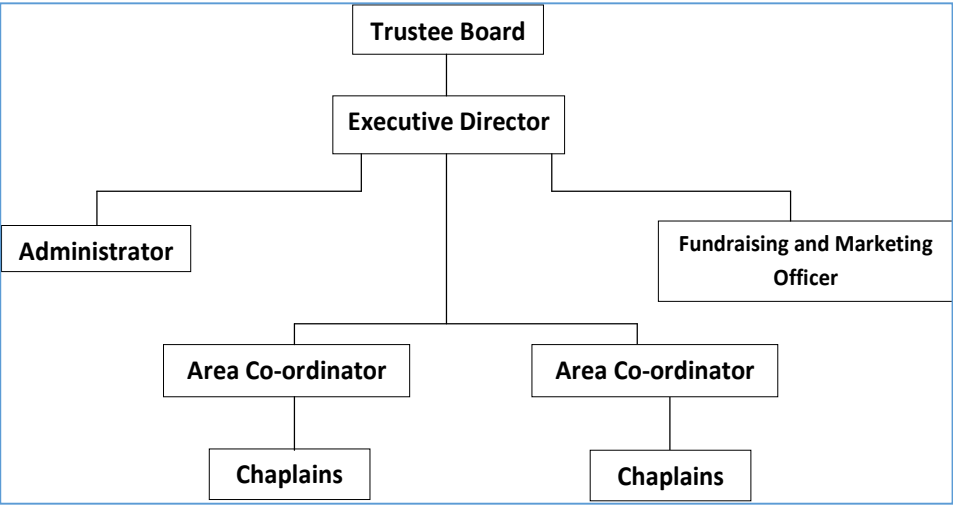 Trustee Board
Executive Director
Administrator
Fundraising and Marketing
Officer
Area Co-ordinator
Area Co-ordinator
Chaplains
Chaplains